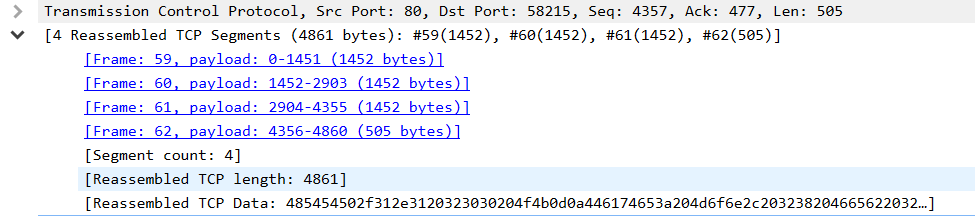 Transmission Control Protocol, Src Port: 80, Dst Port: 58215, Seq: 4357, Ack: 477, Len: 505
[4 Reassembled TCP Segments (4861 bytes): #59(1452), #60(1452), #61(1452), #62(505)]
[Frame: 59, payload: 0-1451 (1452 bytes)]
[Frame: 60, payload: 1452-2903 (1452 bytes)]
[Frame: 61, payload: 2904-4355 (1452 bytes)]
[Frame: 62, payload: 4356-4860 (505 bytes)]
[Segment count: 4]
[Reassembled TCP length: 4861]
[Reassembled TCP Data: 485454502f312e3120323030204f4b0d0a446174653a204d6f6e2c203238204665622032…]